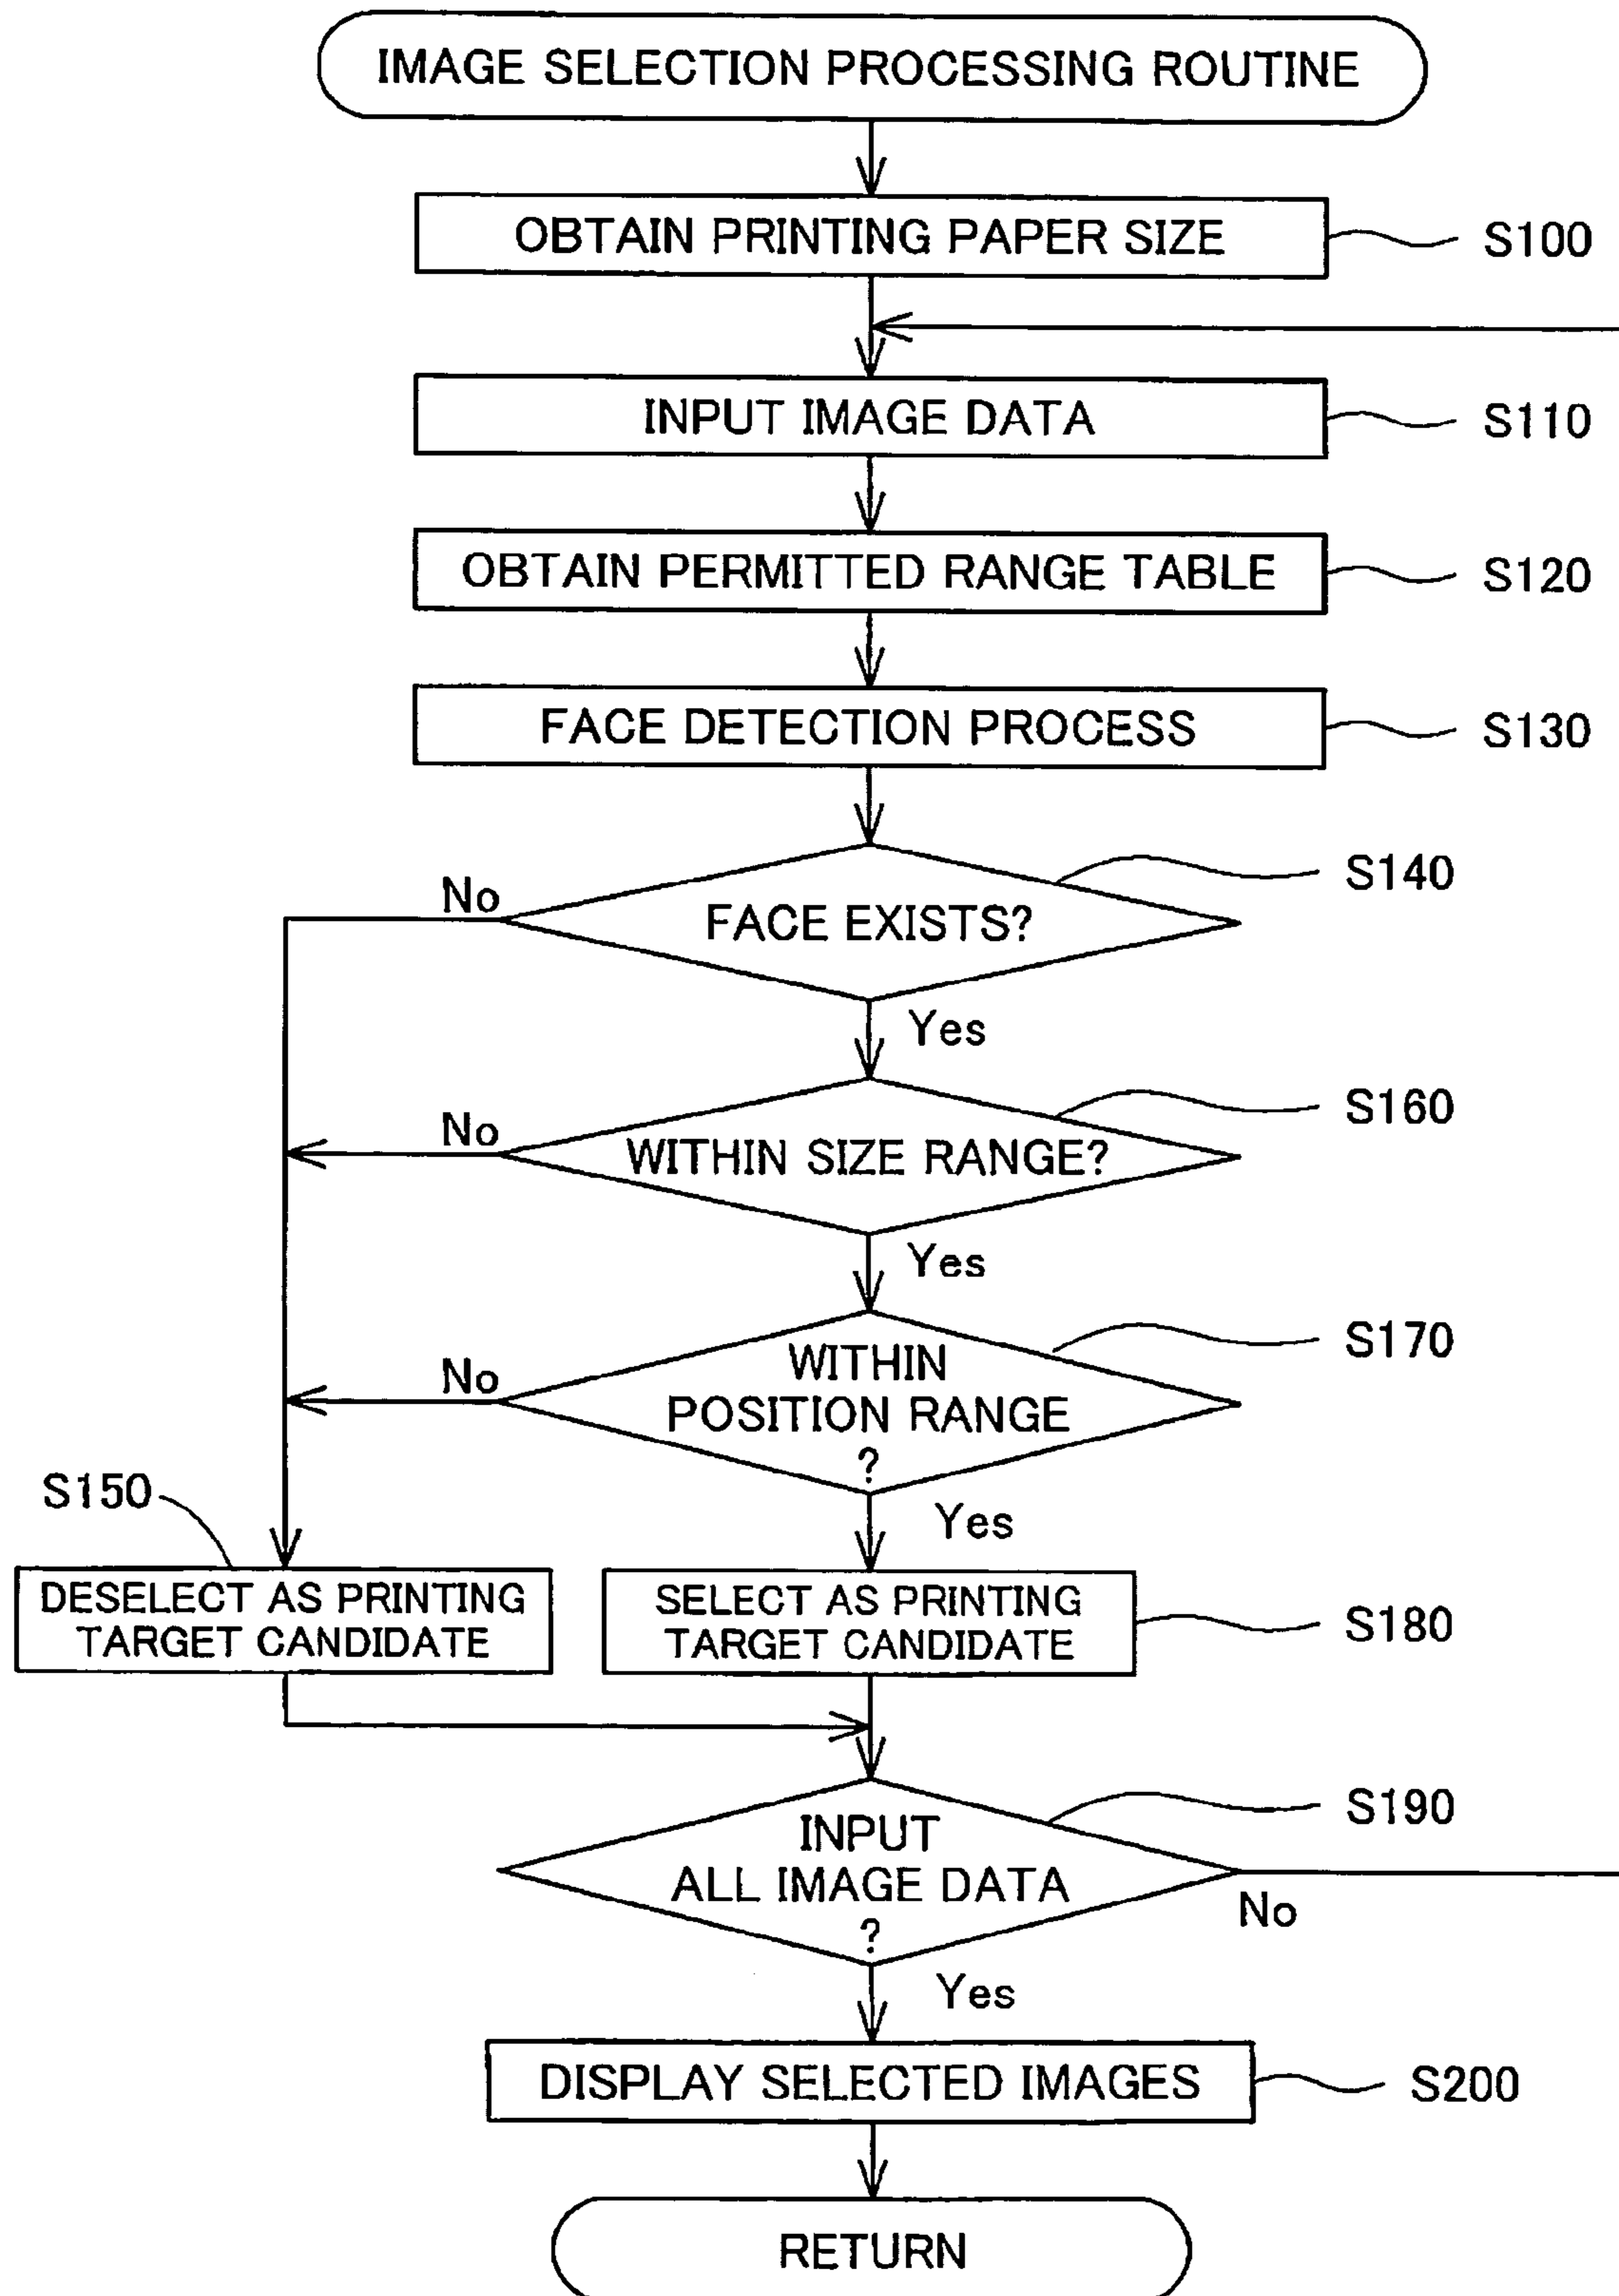 IMAGE SELECTION PROCESSING ROUTINE
OBTAIN PRINTING PAPER SIZE
S100
INPUT IMAGE DATA
S110
OBTAIN PERMITTED RANGE TABLE
S120
FACE DETECTION PROCESS
S130
S140
No
FACE EXISTS?
Yes
S160
No
WITHIN SIZE RANGE?
Yes
S170
No
WITHIN
POSITION RANGE
?
Yes
S150
DESELECT AS PRINTING
TARGET CANDIDATE
SELECT AS PRINTING
TARGET CANDIDATE
S180
S190
INPUT
ALL IMAGE DATA
?
No
Yes
DISPLAY SELECTED IMAGES
S200
RETURN